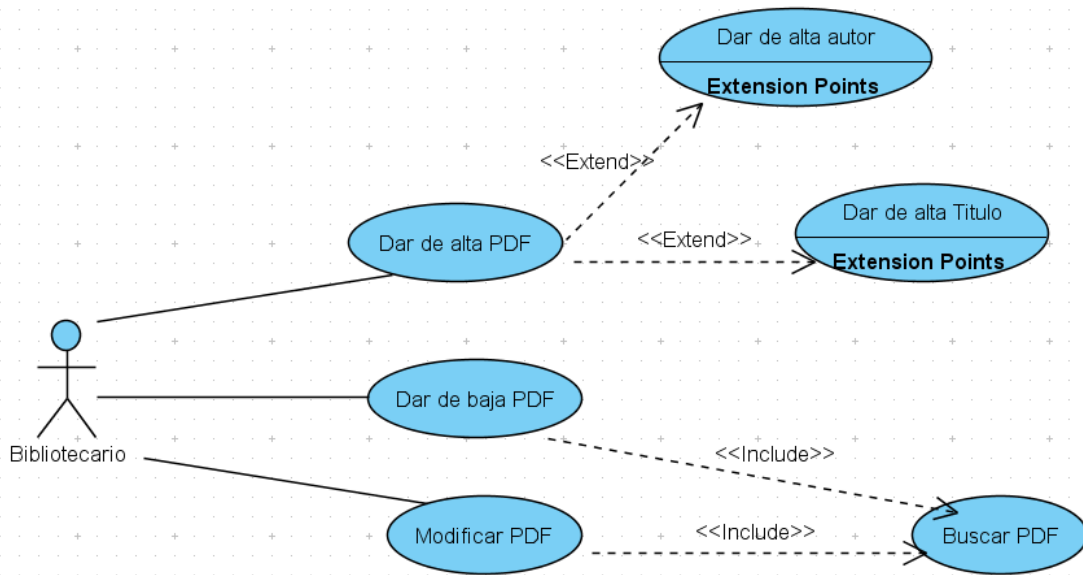 Dar de alta autor
Extension Points
<<Extend>>
Dar de alta PDF
Dar de alta Titulo
<<Extend>>
Extension Points
Dar de baja PDF
Bibliotecario
<<Include>>
Modificar PDF
<<Include>>
Buscar PDF